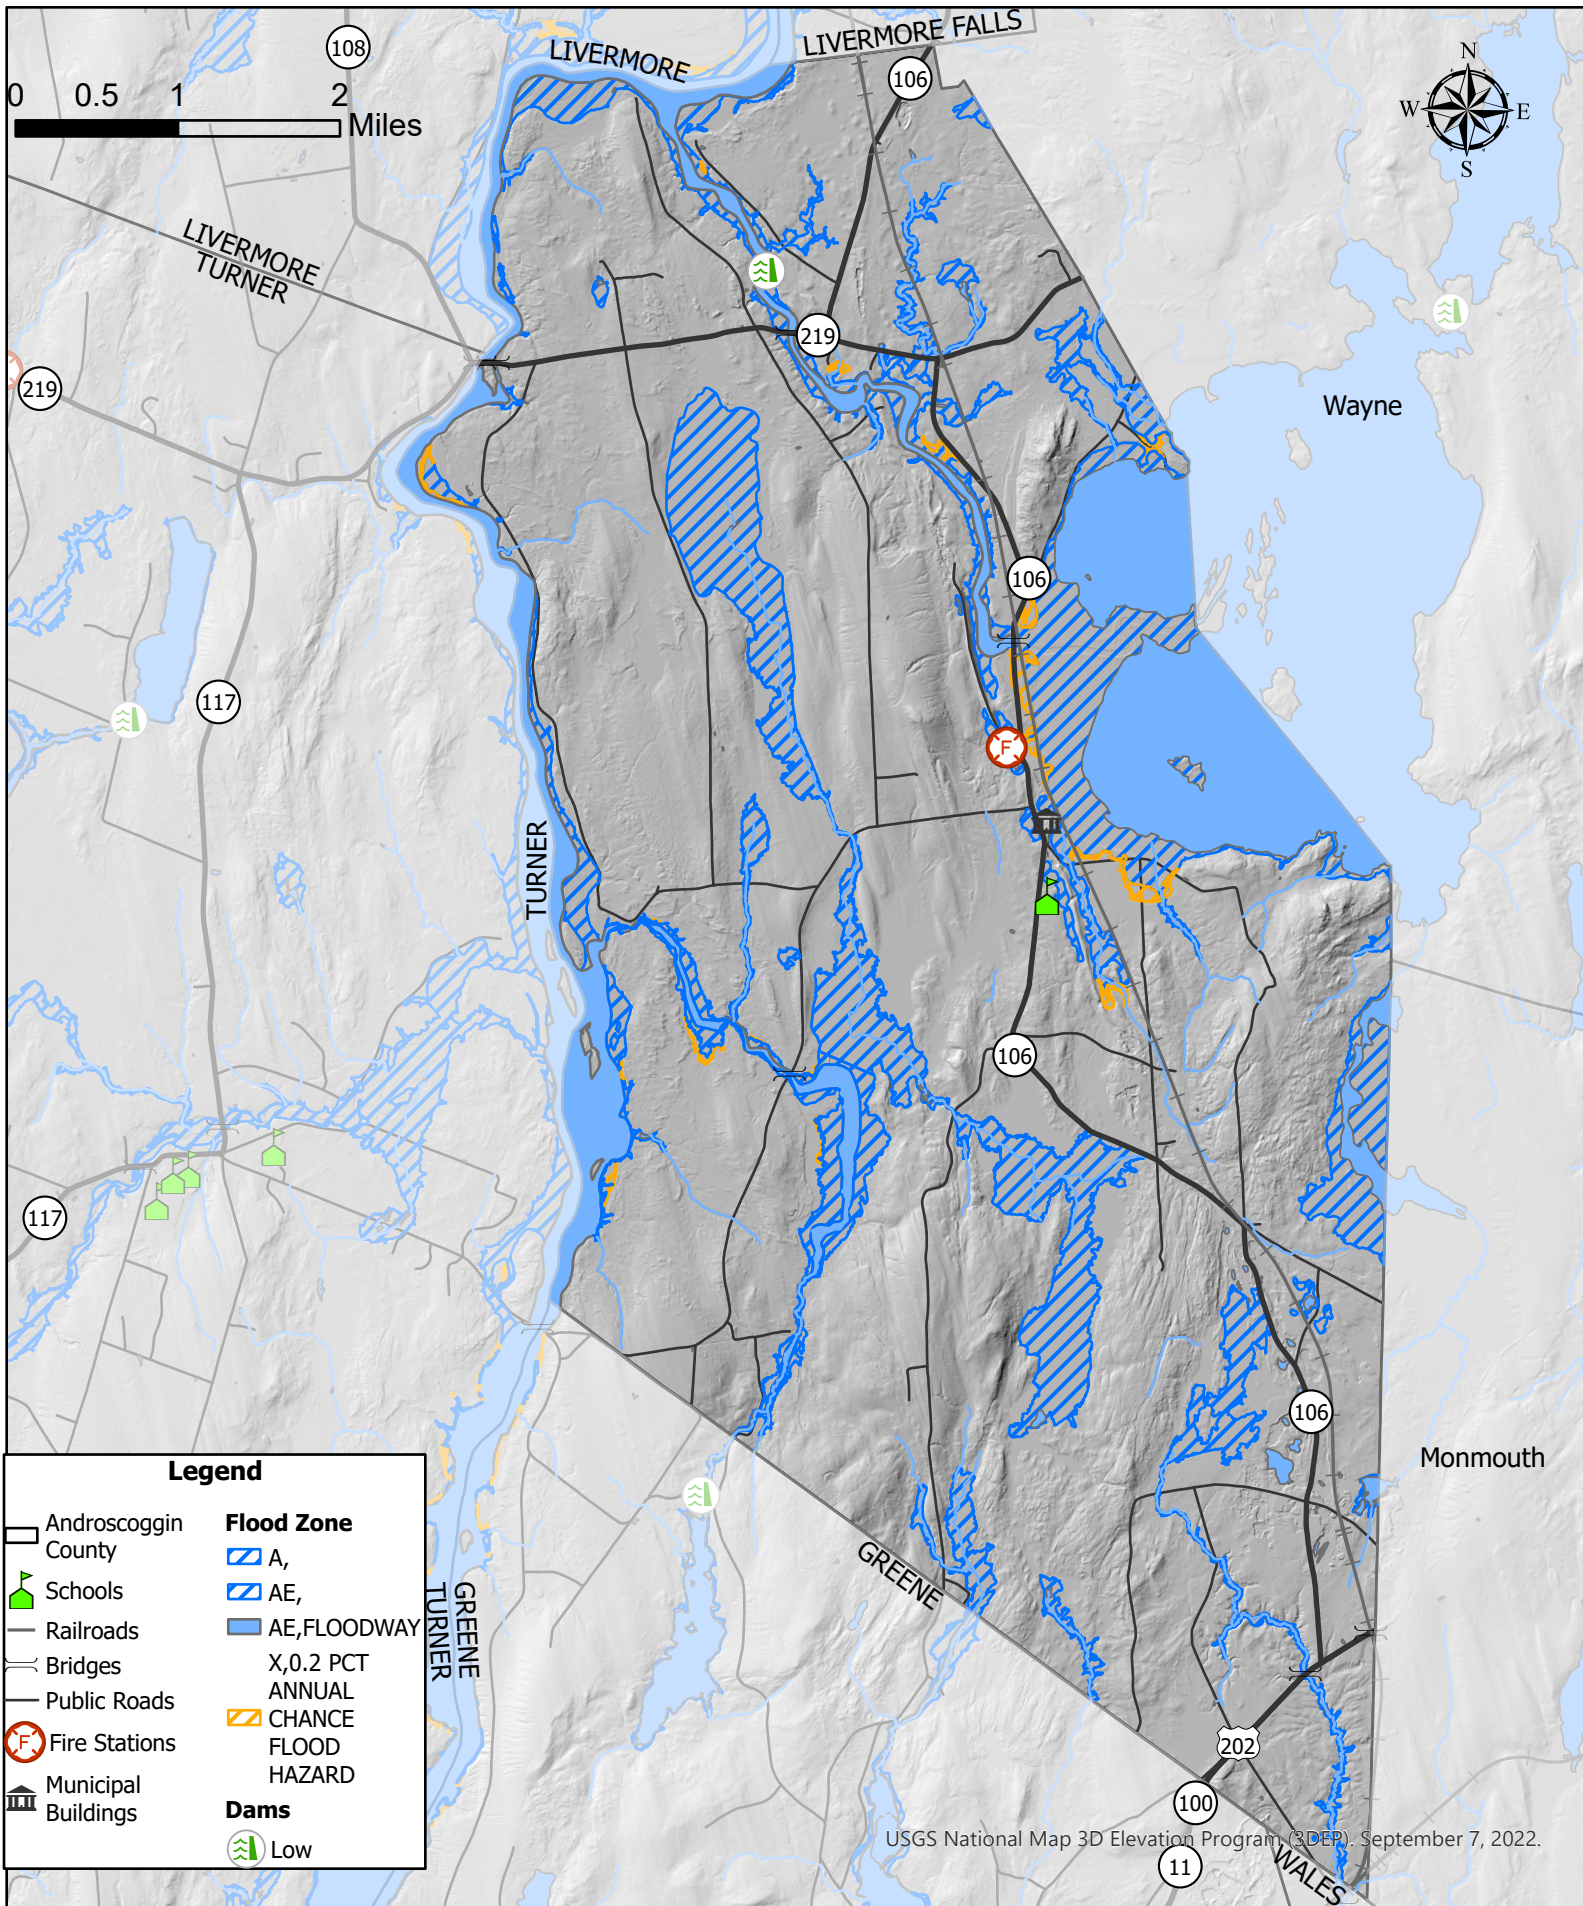 LIVERMORE FALLS
LIVERMORE
108
106
N
W E
S
0 0.5 1 2
Miles
LIVERMORE
TURNER
219
219
Wayne
106
117
F
TURNER
106
117
106
Monmouth
GREENE
GREENE
TURNER
202
100
11
WALES
USGS National Map 3D Elevation Program (3DEP). September 7, 2022.
Legend
Androscoggin
County
Schools
Railroads
Bridges
Public Roads
F Fire Stations
Municipal
Buildings
Flood Zone
A,
AE,
AE,FLOODWAY
X,0.2 PCT
ANNUAL
CHANCE
FLOOD
HAZARD
Dams
Low